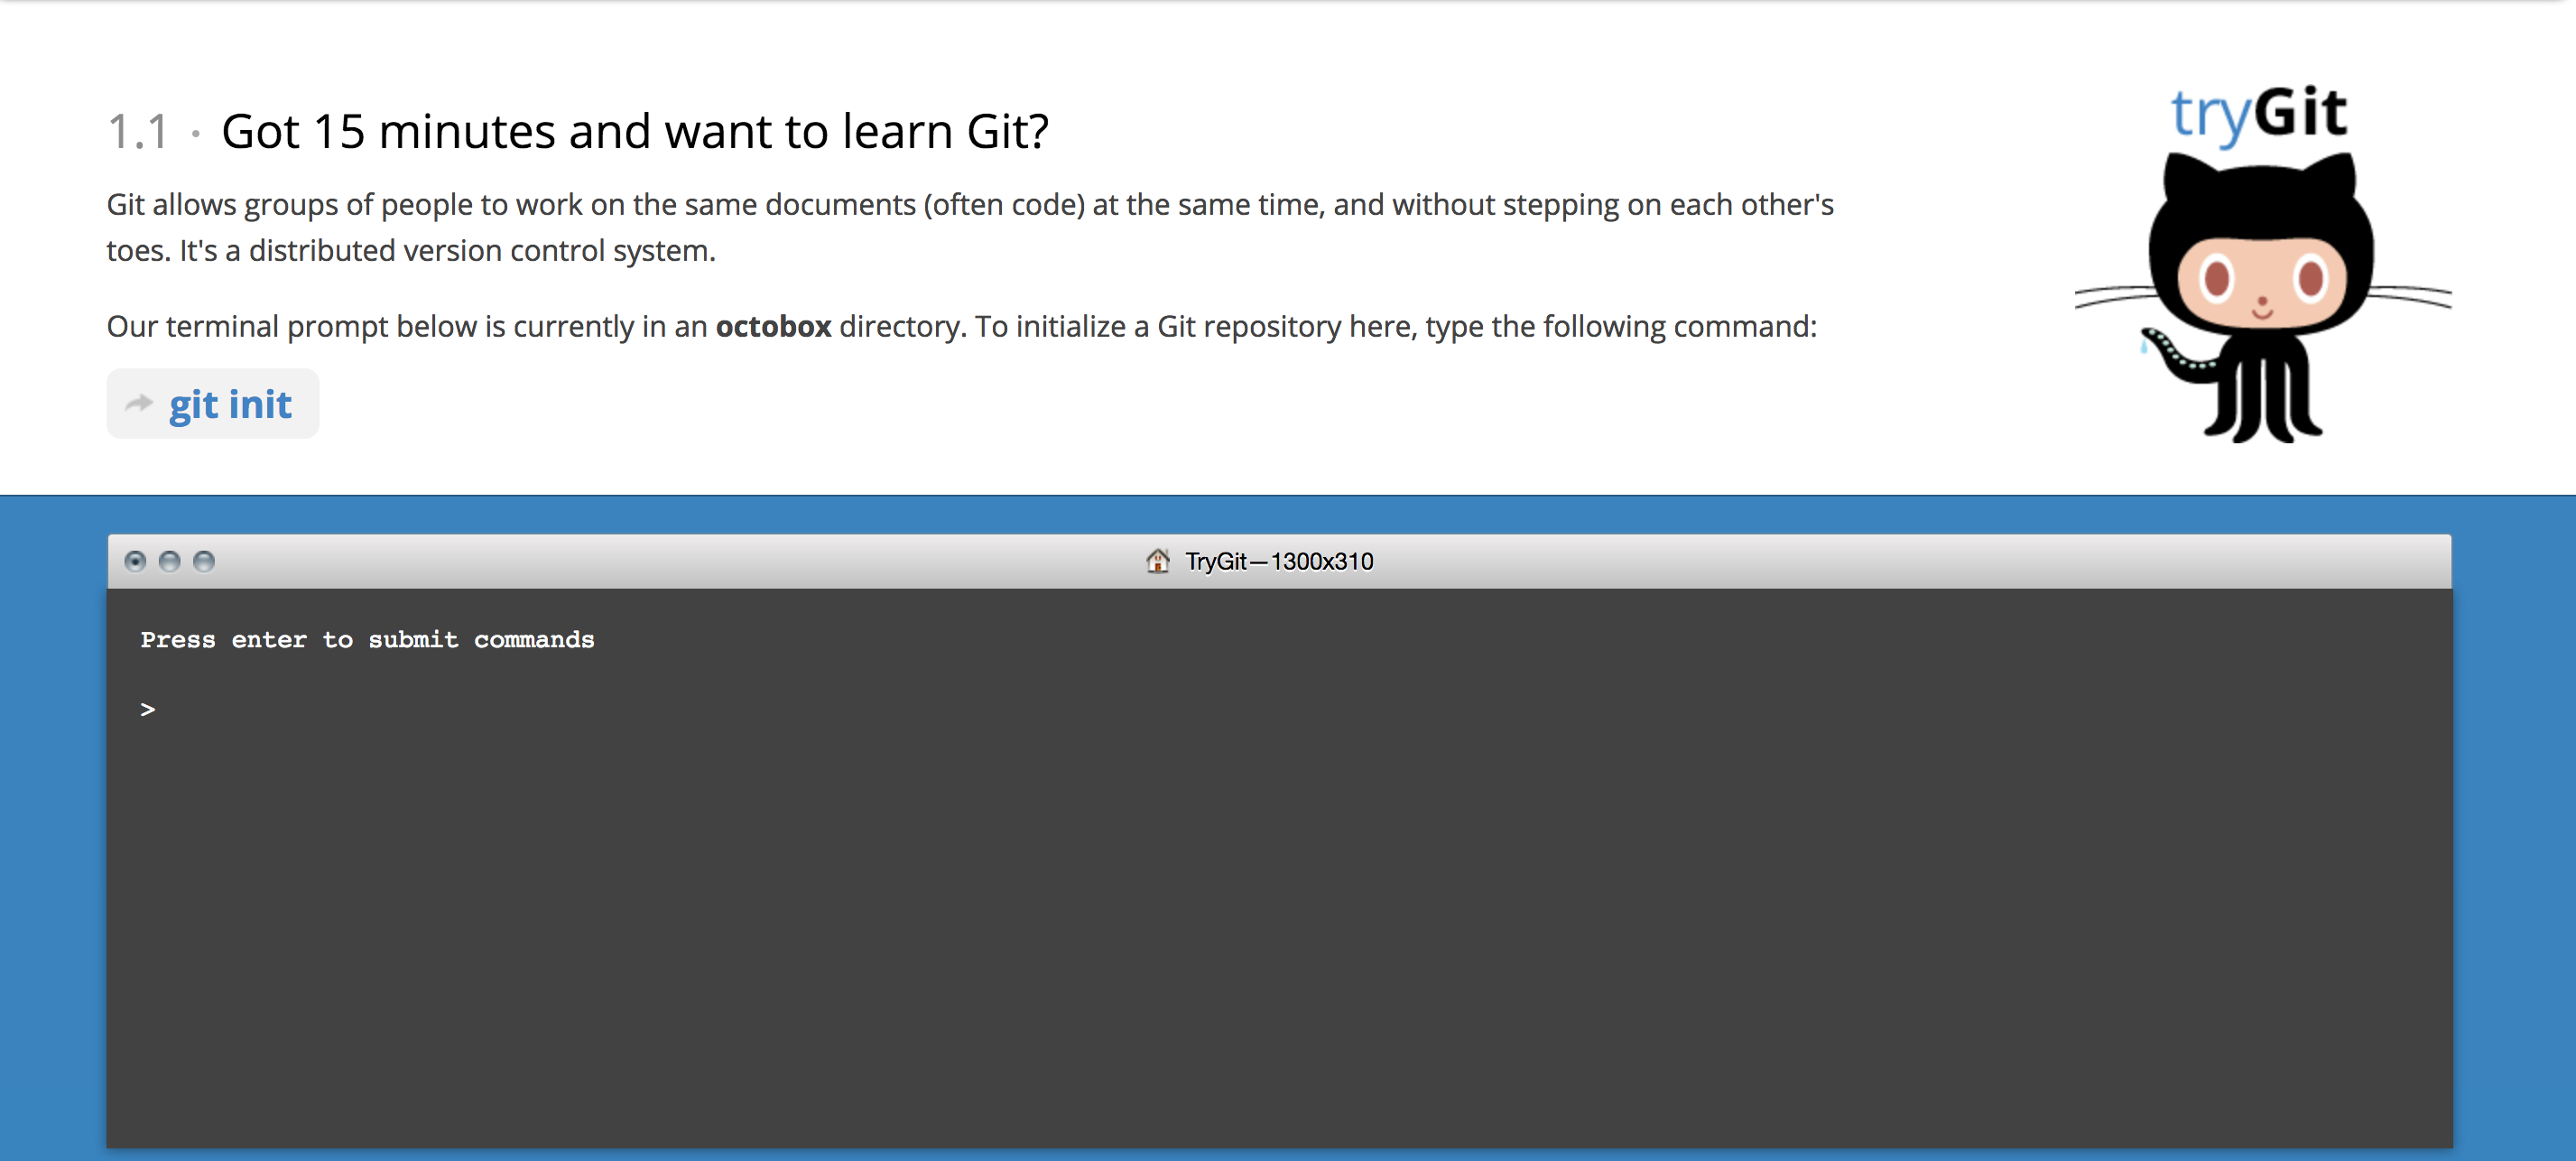 tryGit
1.1 · Got 15 minutes and want to learn Git?
Git allows groups of people to work on the same documents (often code) at the same time, and without stepping on each other's
toes. It's a distributed version control system.
Our terminal prompt below is currently in an octobox directory. To initialize a Git repository here, type the following command:
git init
TryGit—1300x310
Press enter to submit commands
>